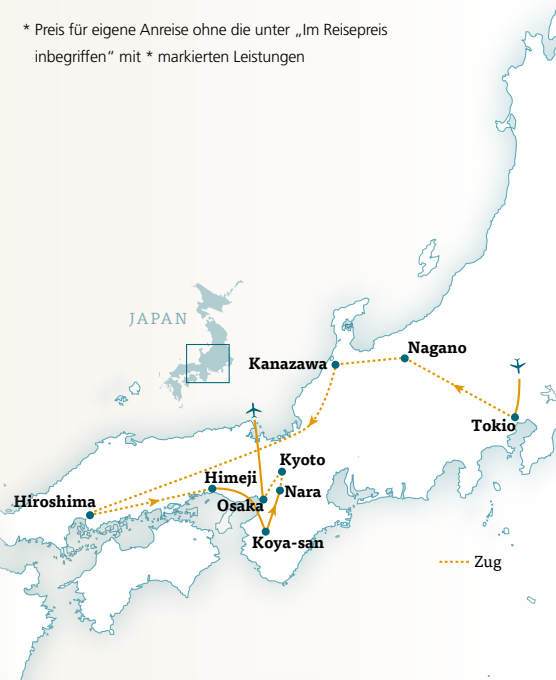 * Preis für eigene Anreise ohne die unter „Im Reisepreis
inbegriffen“ mit * markierten Leistungen
JAPAN
Nagano
Kanazawa
Tokio
Kyoto
Himeji
Nara
Hiroshima
Osaka
Koya-san
Zug